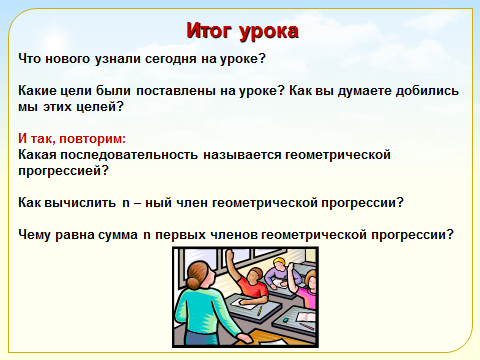 Итог урока
Что нового узнали сегодня на уроке?
Какие цели были поставлены на уроке? Как вы думаете добились
мы этих целей?
И так, повторим:
Какая последовательность называется геометрической
прогрессией?
Как вычислить n – ный член геометрической прогрессии?
Чему равна сумма n первых членов геометрической прогрессии?